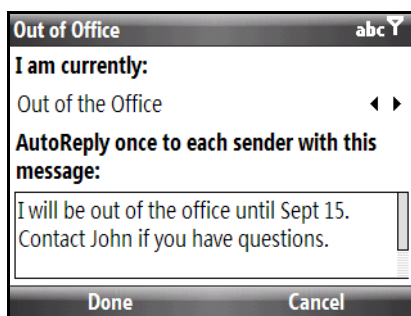 Out of Office abc
I am currently:
Out of the Office
AutoReply once to each sender with this
message:
I will be out of the office until Sept 15.
Contact John if you have questions.
Done Cancel